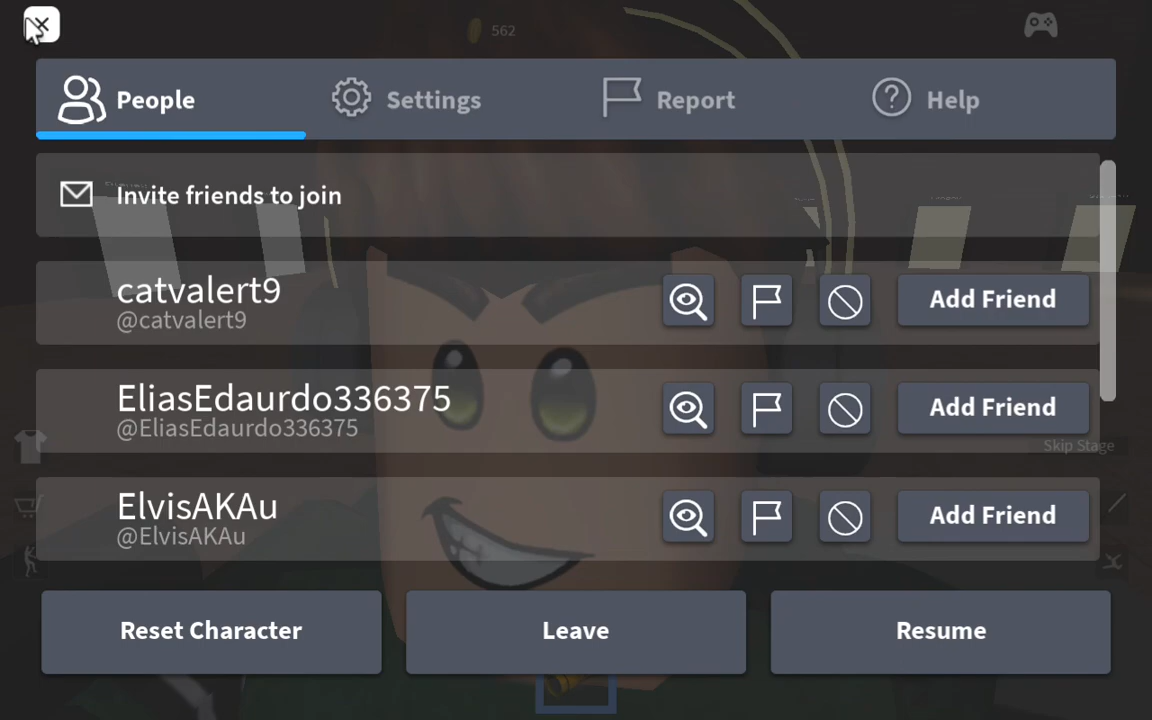 562
People
Settings
Report
Help
Invite friends to join
catvalert9
@catvalert9
Add Friend
EliasEdaurdo336375
@EliasEdaurdo336375
Add Friend
Skip Stage
ElvisAKAu
@ElvisAKAu
Add Friend
Reset Character
Leave
Resume